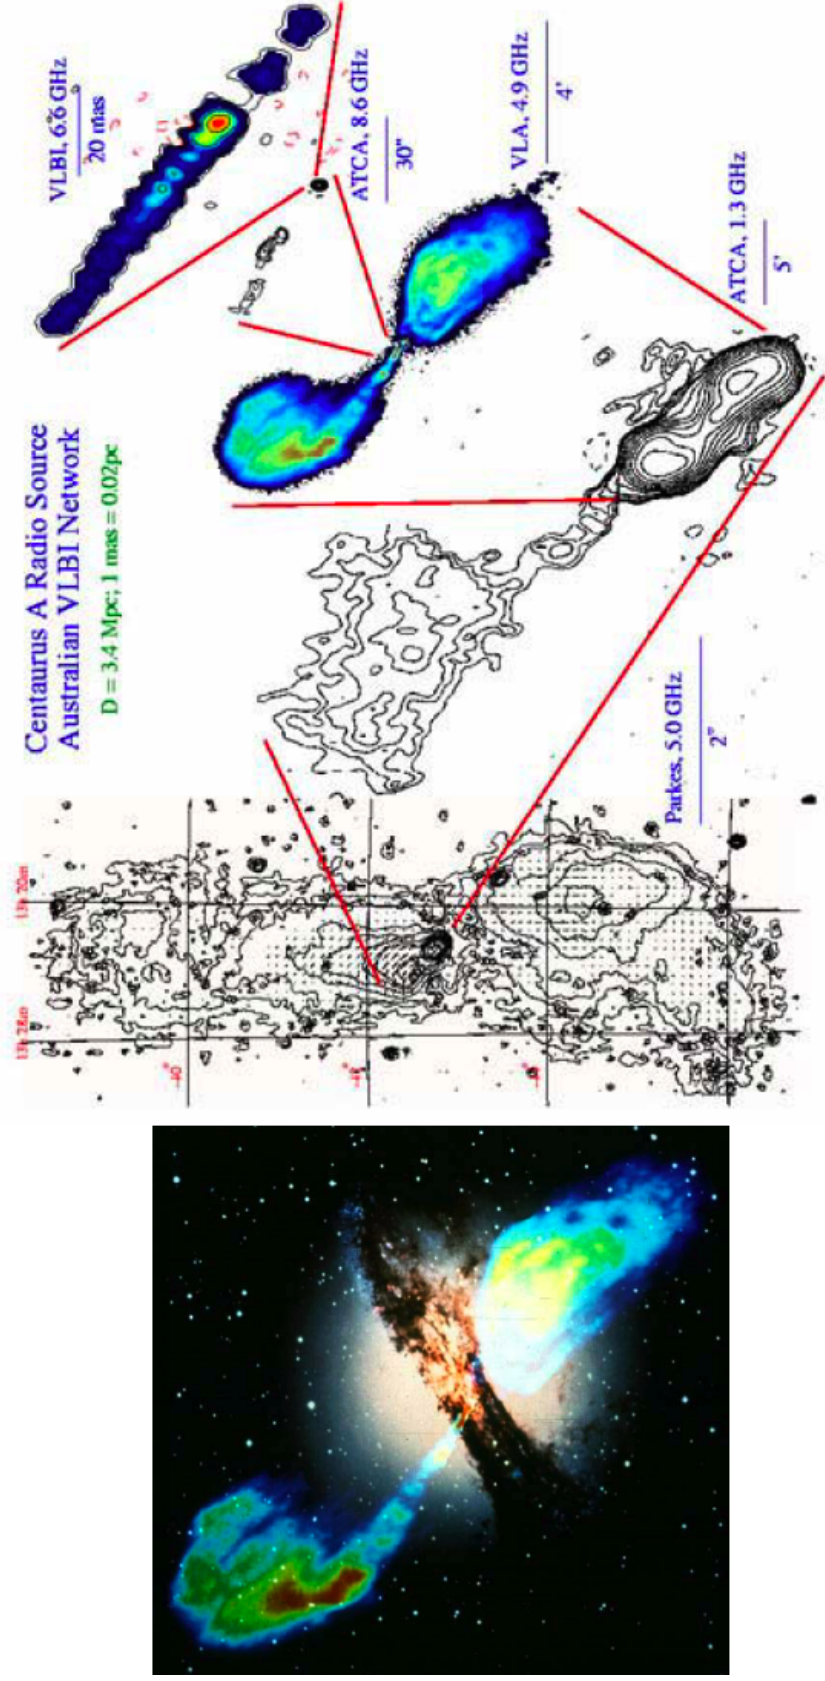 Centaurus A Radio Source
Australian VLBI Network
D = 3.4 Mpc; 1 mas = 0.02pc
VLBI, 6.6 GHz
20 mas
ATCA, 8.6 GHz
30"
VLA, 4.9 GHz
4'
ATCA, 1.3 GHz
5'
Parkes, 5.0 GHz
2°
13h 20m
13h 28m
-40°